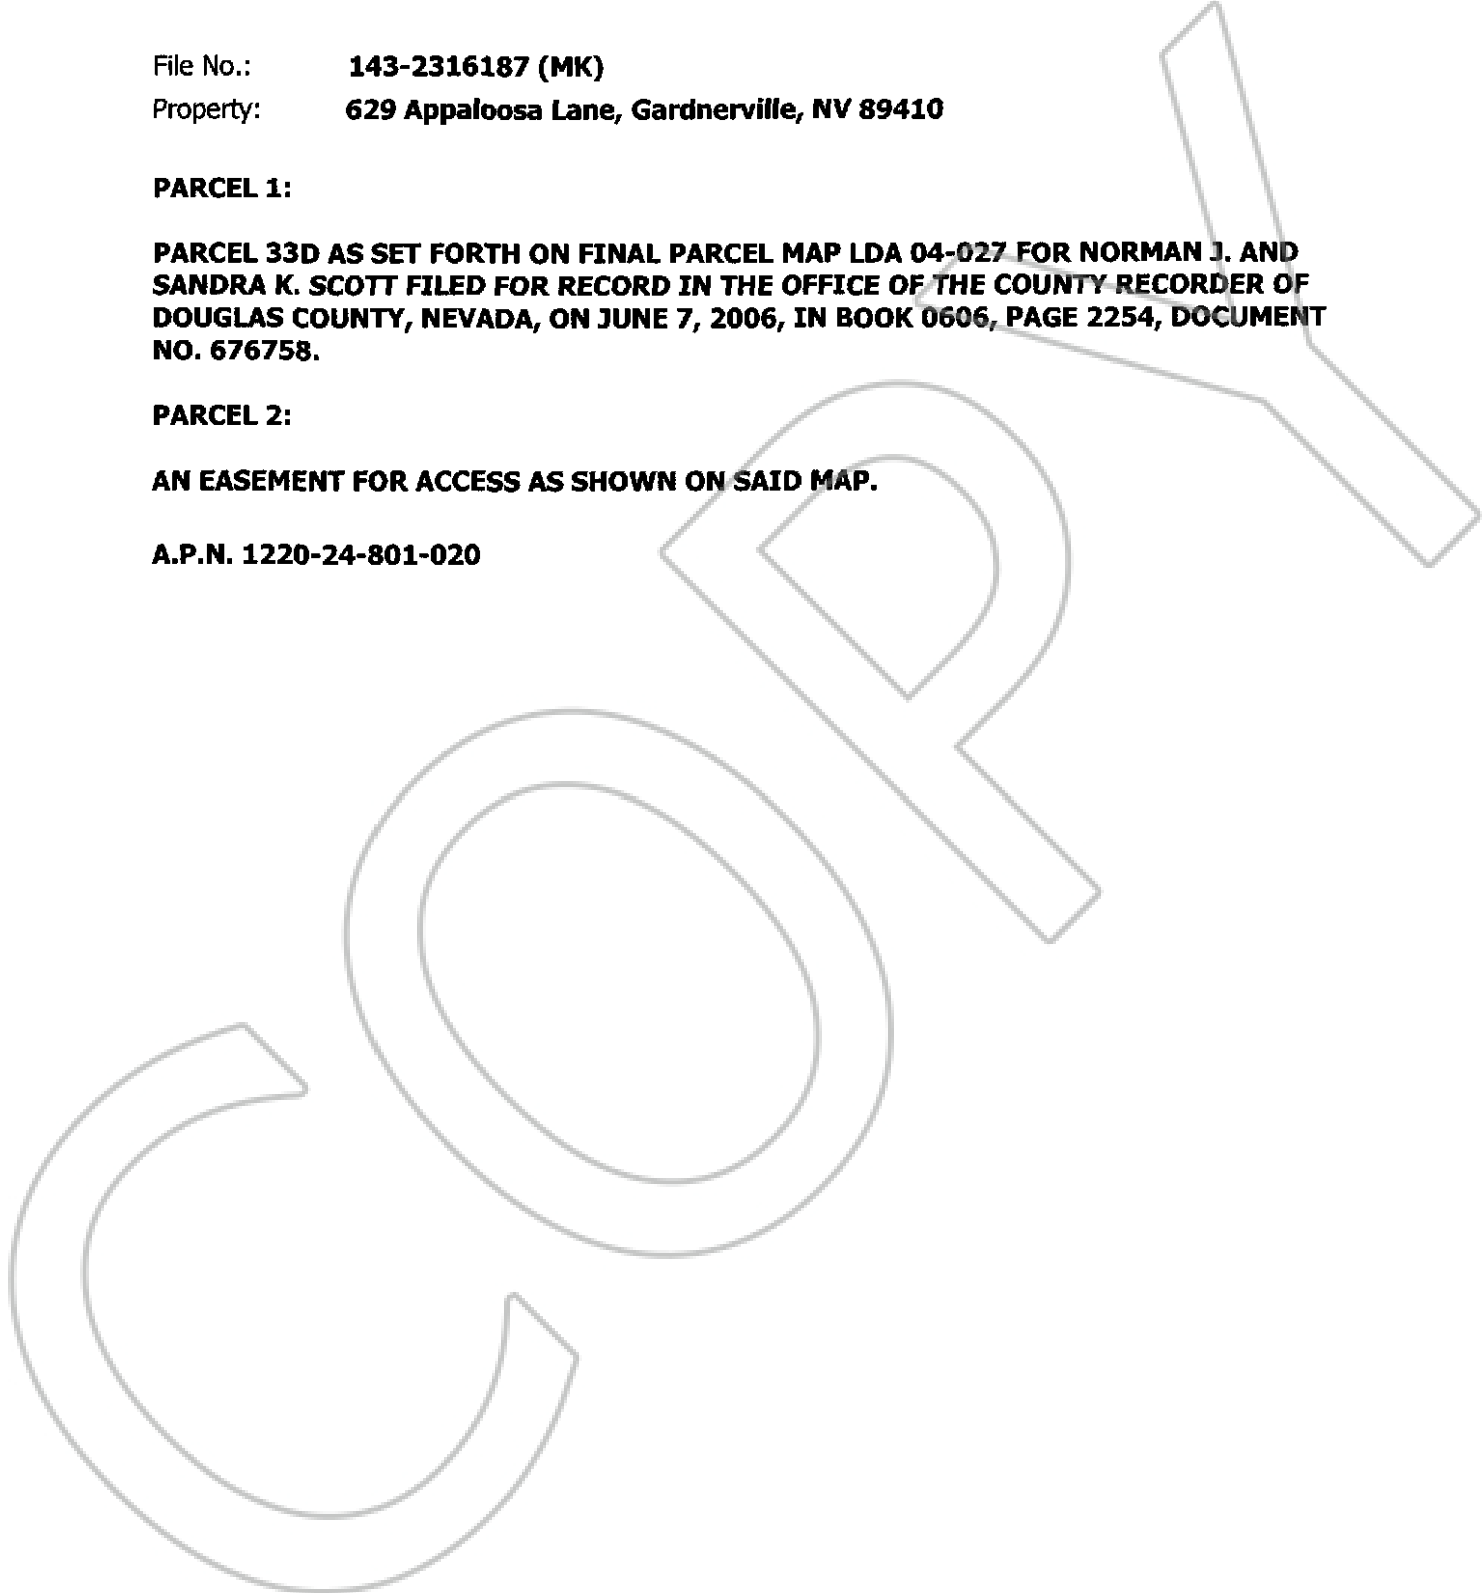 File No.: 143-2316187 (MK)
Property: 629 Appaloosa Lane, Gardnerville, NV 89410
PARCEL 1:
PARCEL 33D AS SET FORTH ON FINAL PARCEL MAP LDA 04-027 FOR NORMAN J. AND
SANDRA K. SCOTT FILED FOR RECORD IN THE OFFICE OF THE COUNTY RECORDER OF
DOUGLAS COUNTY, NEVADA, ON JUNE 7, 2006, IN BOOK 0606, PAGE 2254, DOCUMENT
NO. 676758.
PARCEL 2:
AN EASEMENT FOR ACCESS AS SHOWN ON SAID MAP.
A.P.N. 1220-24-801-020
COPY